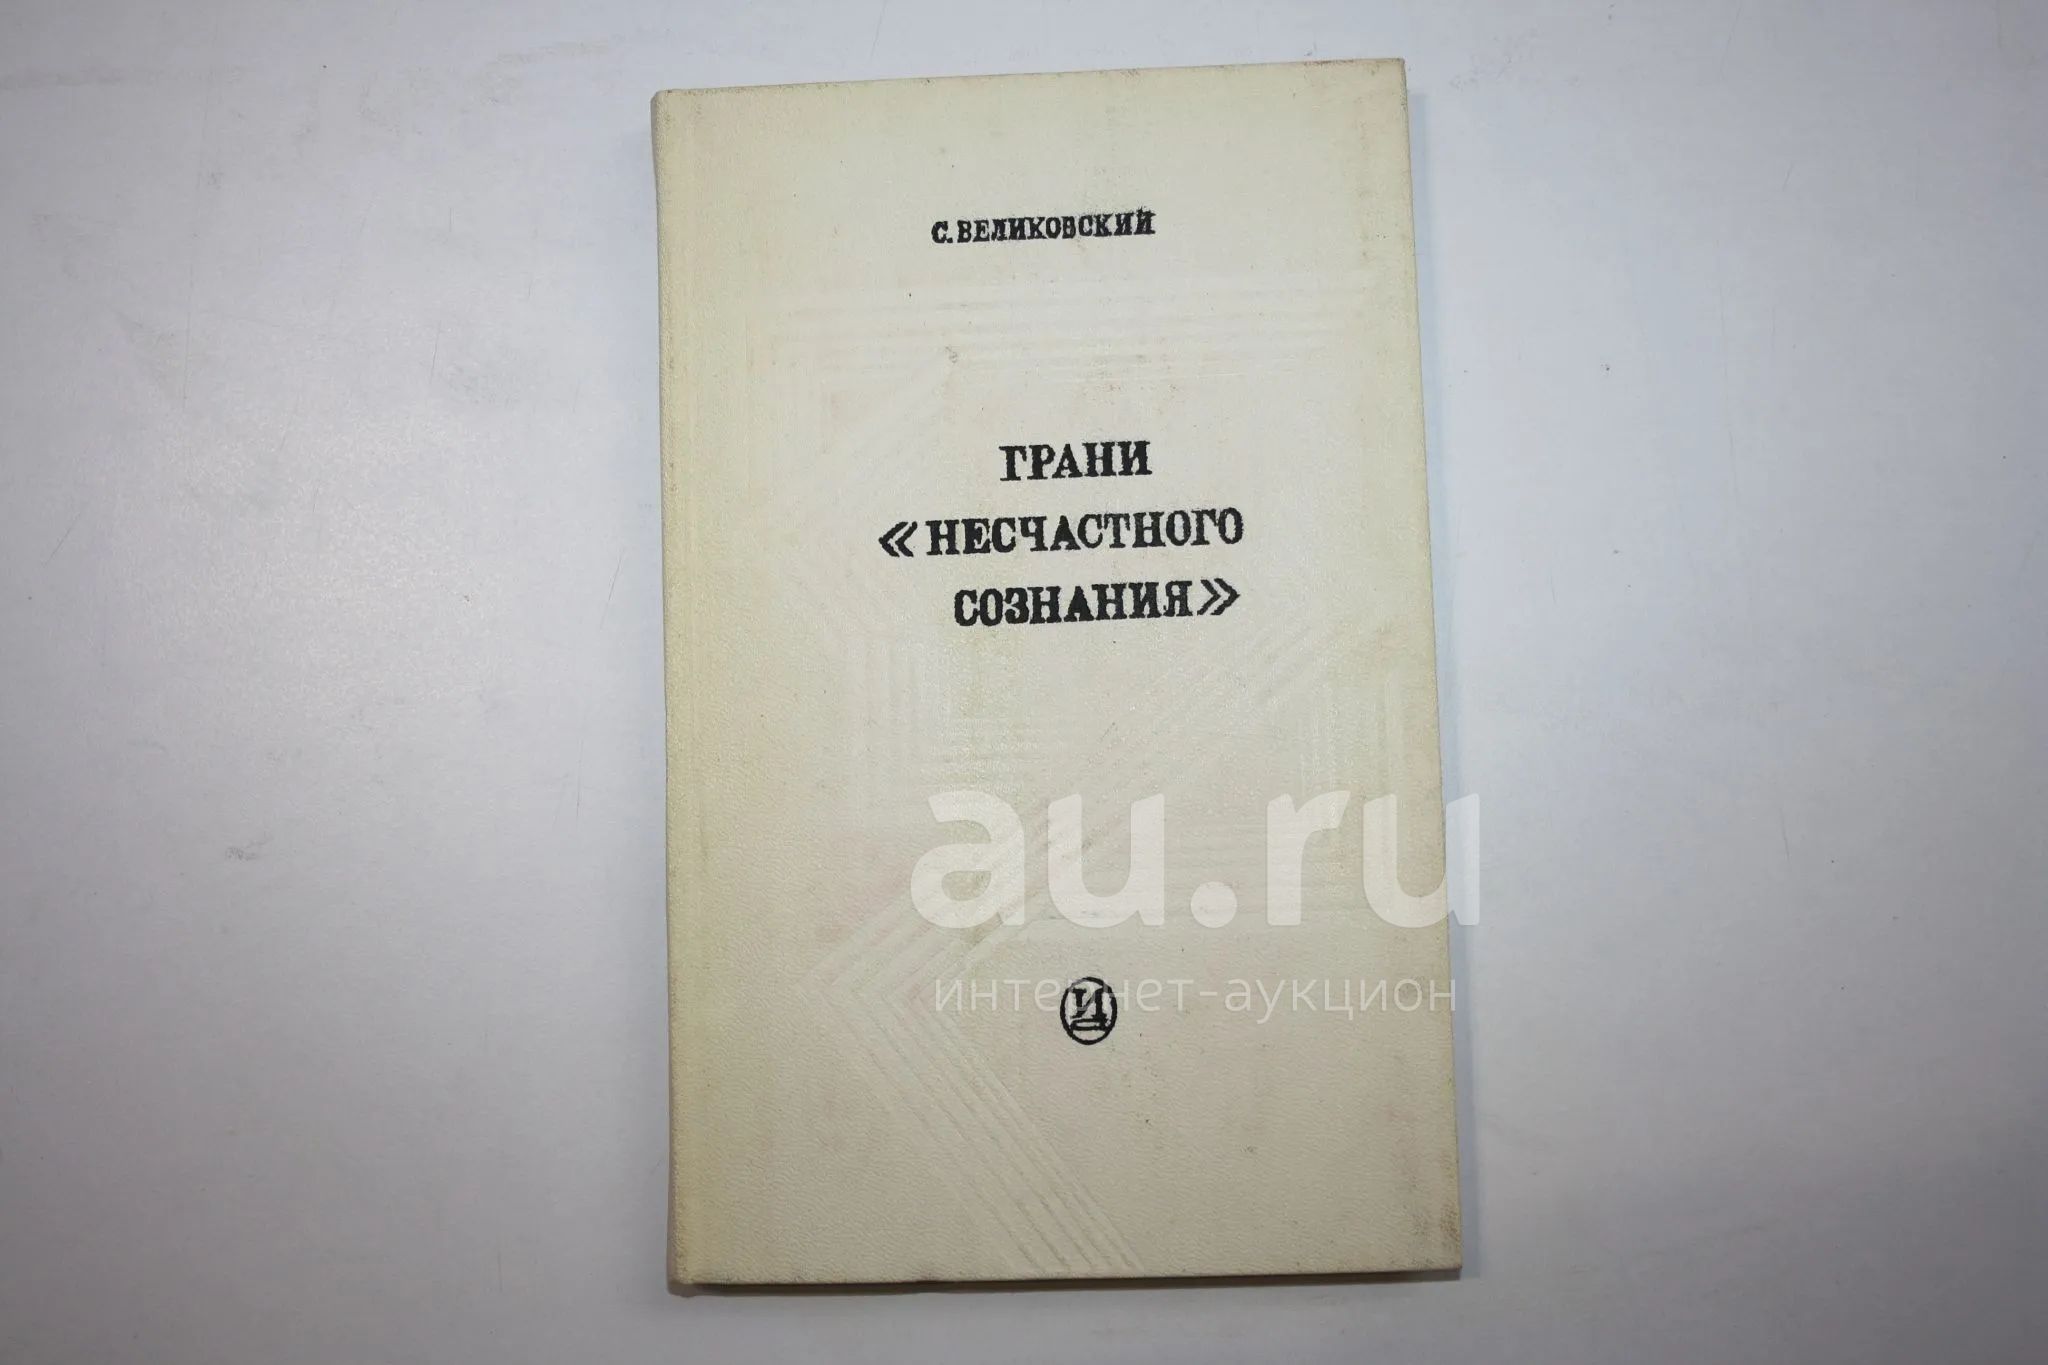 С. ВЕЛИКОВСКИЙ
ГРАНИ
«НЕСЧАСТНОГО
СОЗНАНИЯ»
au.ru
интернет-аукцион
И